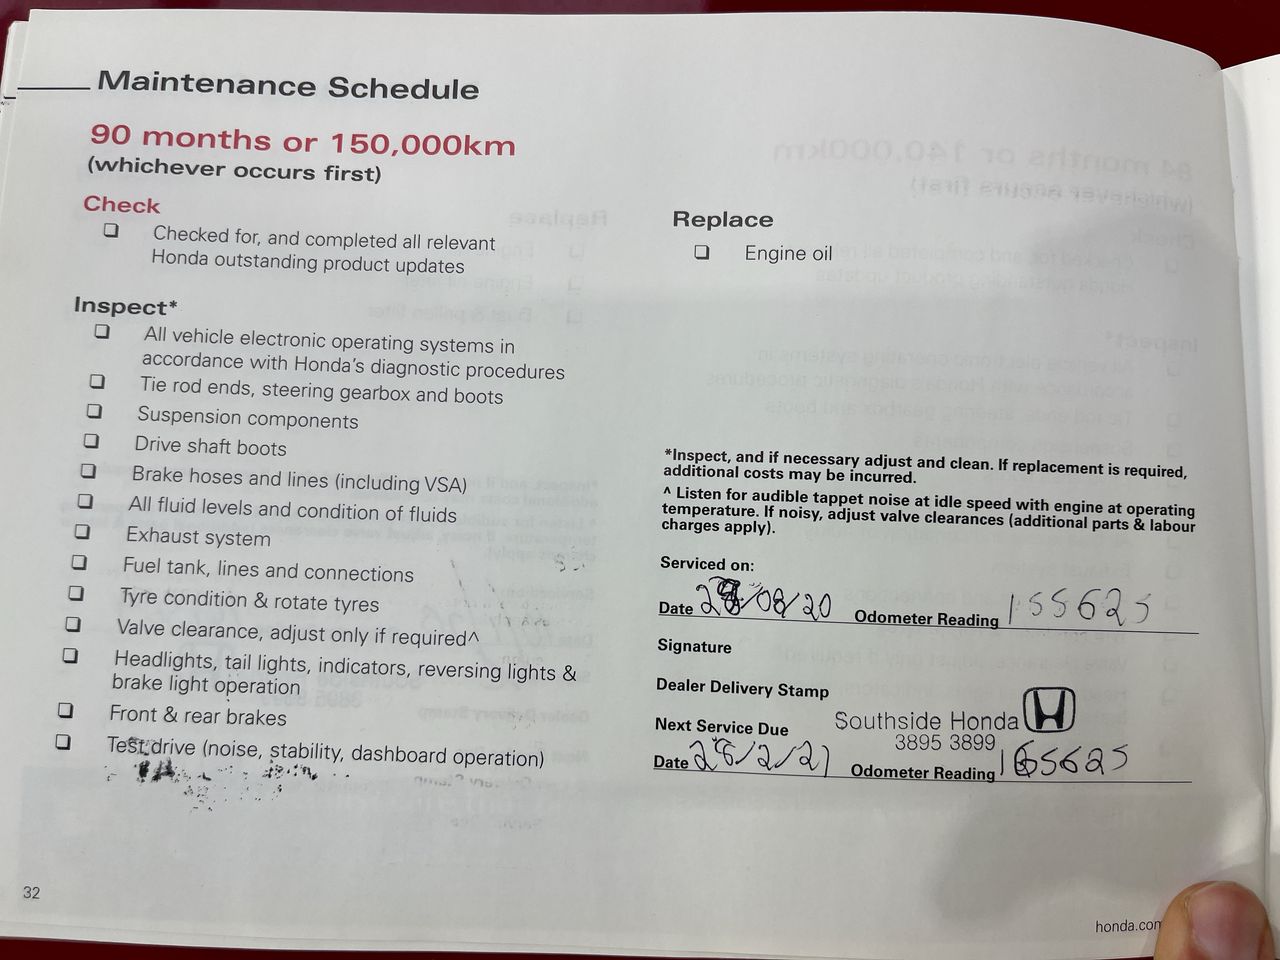 Maintenance Schedule
90 months or 150,000km
(whichever occurs first)
Check
❑ Checked for, and completed all relevant
Honda outstanding product updates
Inspect*
❑ All vehicle electronic operating systems in
accordance with Honda's diagnostic procedures
❑ Tie rod ends, steering gearbox and boots
❑ Suspension components
❑ Drive shaft boots
❑ Brake hoses and lines (including VSA)
❑ All fluid levels and condition of fluids
❑ Exhaust system
❑ Fuel tank, lines and connections
❑ Tyre condition & rotate tyres
❑ Valve clearance, adjust only if required^
❑ Headlights, tail lights, indicators, reversing lights &
brake light operation
❑ Front & rear brakes
❑ Test drive (noise, stability, dashboard operation)
Replace
❑ Engine oil
*Inspect, and if necessary adjust and clean. If replacement is required,
additional costs may be incurred.
^ Listen for audible tappet noise at idle speed with engine at operating
temperature. If noisy, adjust valve clearances (additional parts & labour
charges apply).
Serviced on:
Date 28/08/20 Odometer Reading 155625
Signature
Dealer Delivery Stamp
Southside Honda
Next Service Due
3895 3899
Date 28/2/21 Odometer Reading 165625
32
honda.com